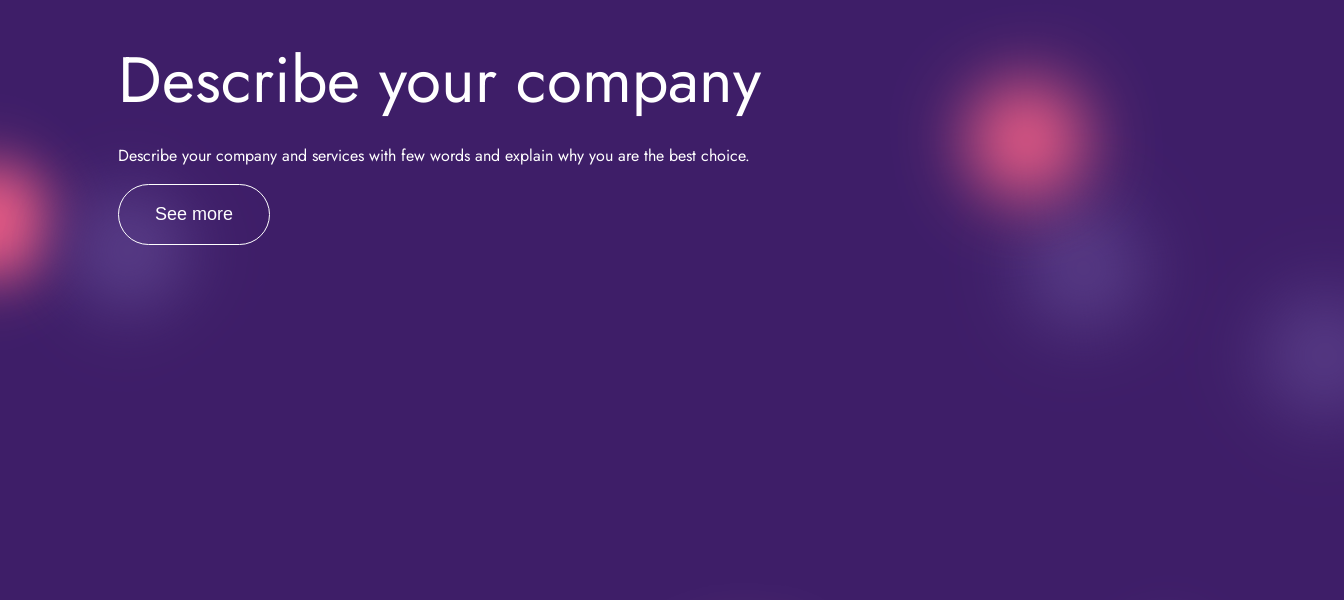 Describe your company
Describe your company and services with few words and explain why you are the best choice.
See more